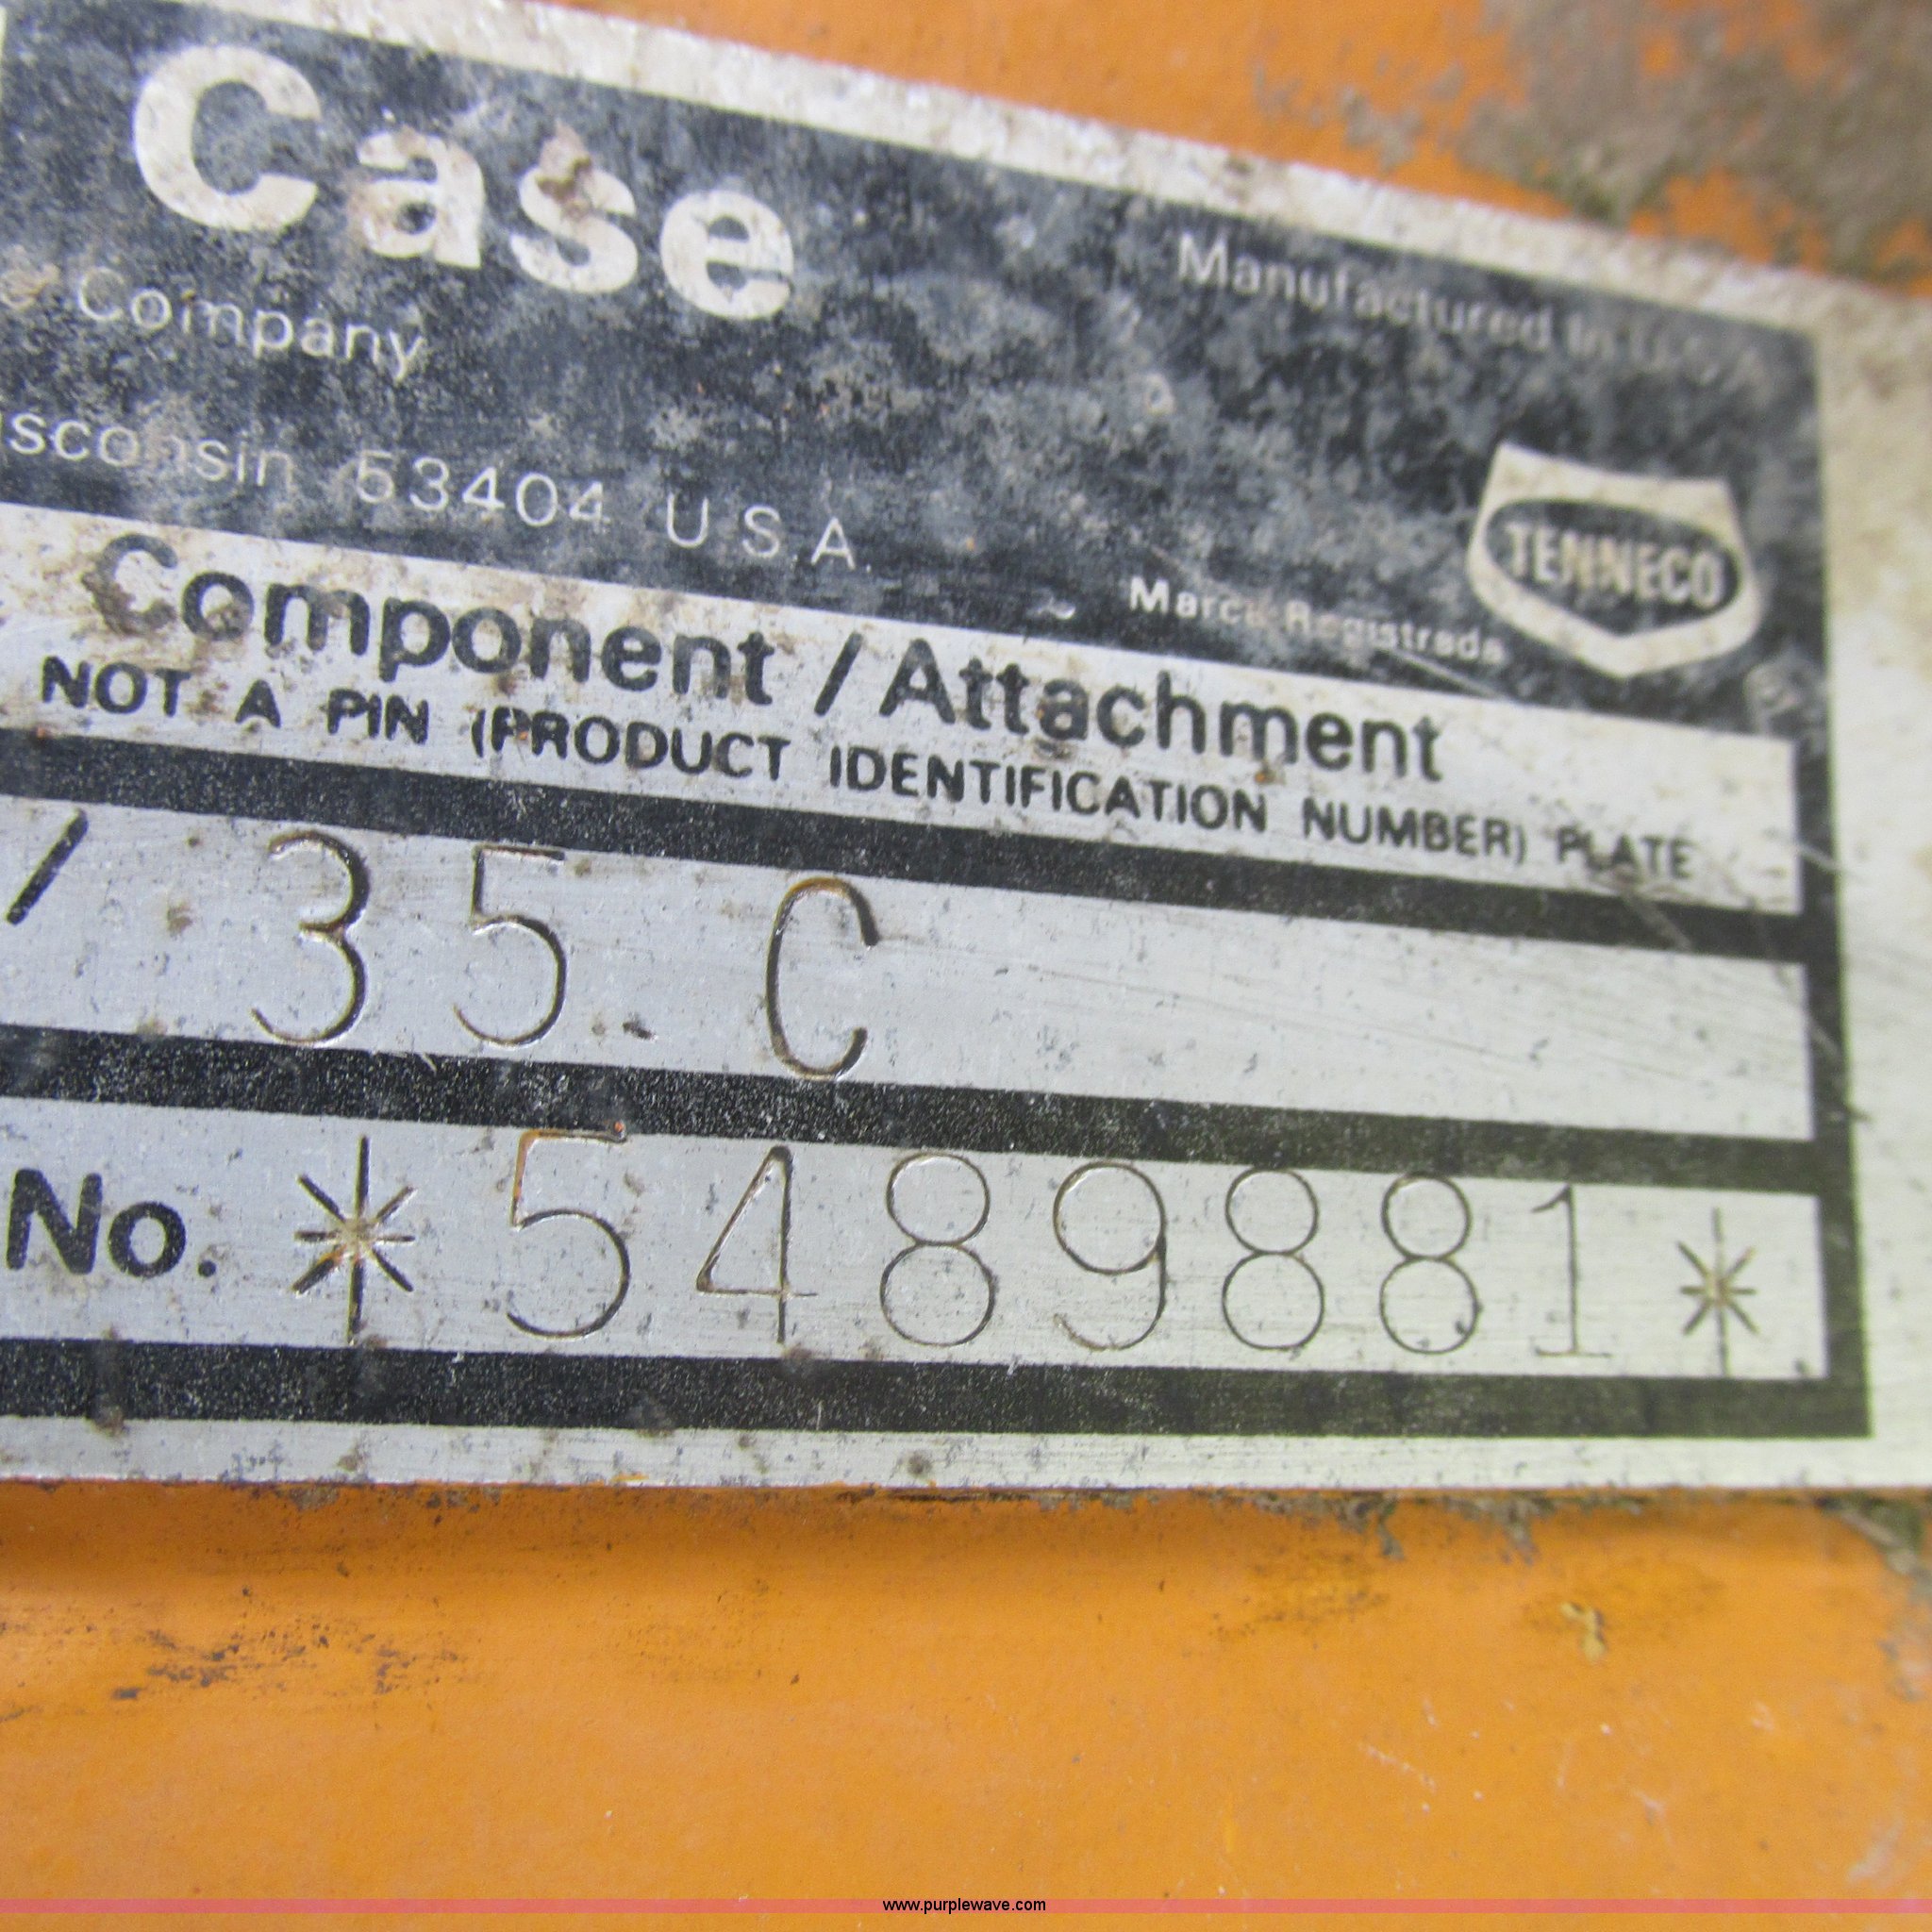 Case
Manufactured in U.S.A.
Company
53404 U.S.A.
TENNECO
Marca Registrada
Component / Attachment
NOT A PIN (PRODUCT IDENTIFICATION NUMBER) PLATE
35 C
No. *5489881*
www.purplewave.com